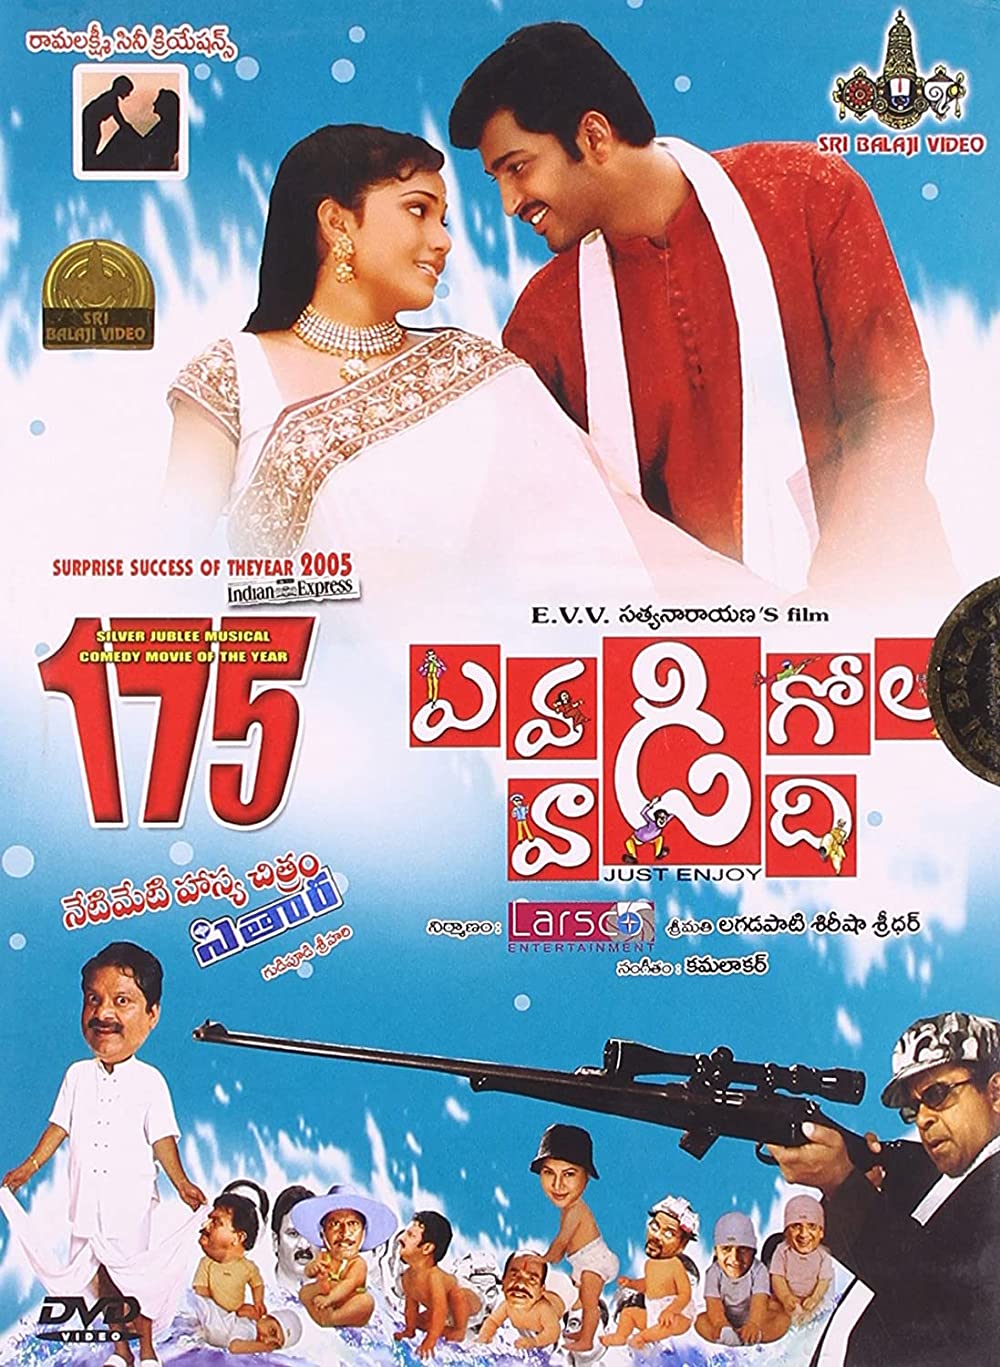 రామలక్ష్మీ సినీ క్రియేషన్స్
SRI BALAJI VIDEO
SRI
BALAJI VIDEO
SURPRISE SUCCESS OF THEYEAR 2005
Indian Express
175
SILVER JUBLEE MUSICAL
COMEDY MOVIE OF THE YEAR
నేటిమేటి హాస్య చిత్రం
సితార
గుడిపూడి శ్రీహరి
E.V.V. సత్యనారాయణ'S film
ఎవడిగోల
వాడిది
JUST ENJOY
నిర్మాణం: Larsco శ్రీమతి లగడపాటి శిరీషా శ్రీధర్
ENTERTAINMENT
సంగీతం: కమలాకర్
DVD
VIDEO